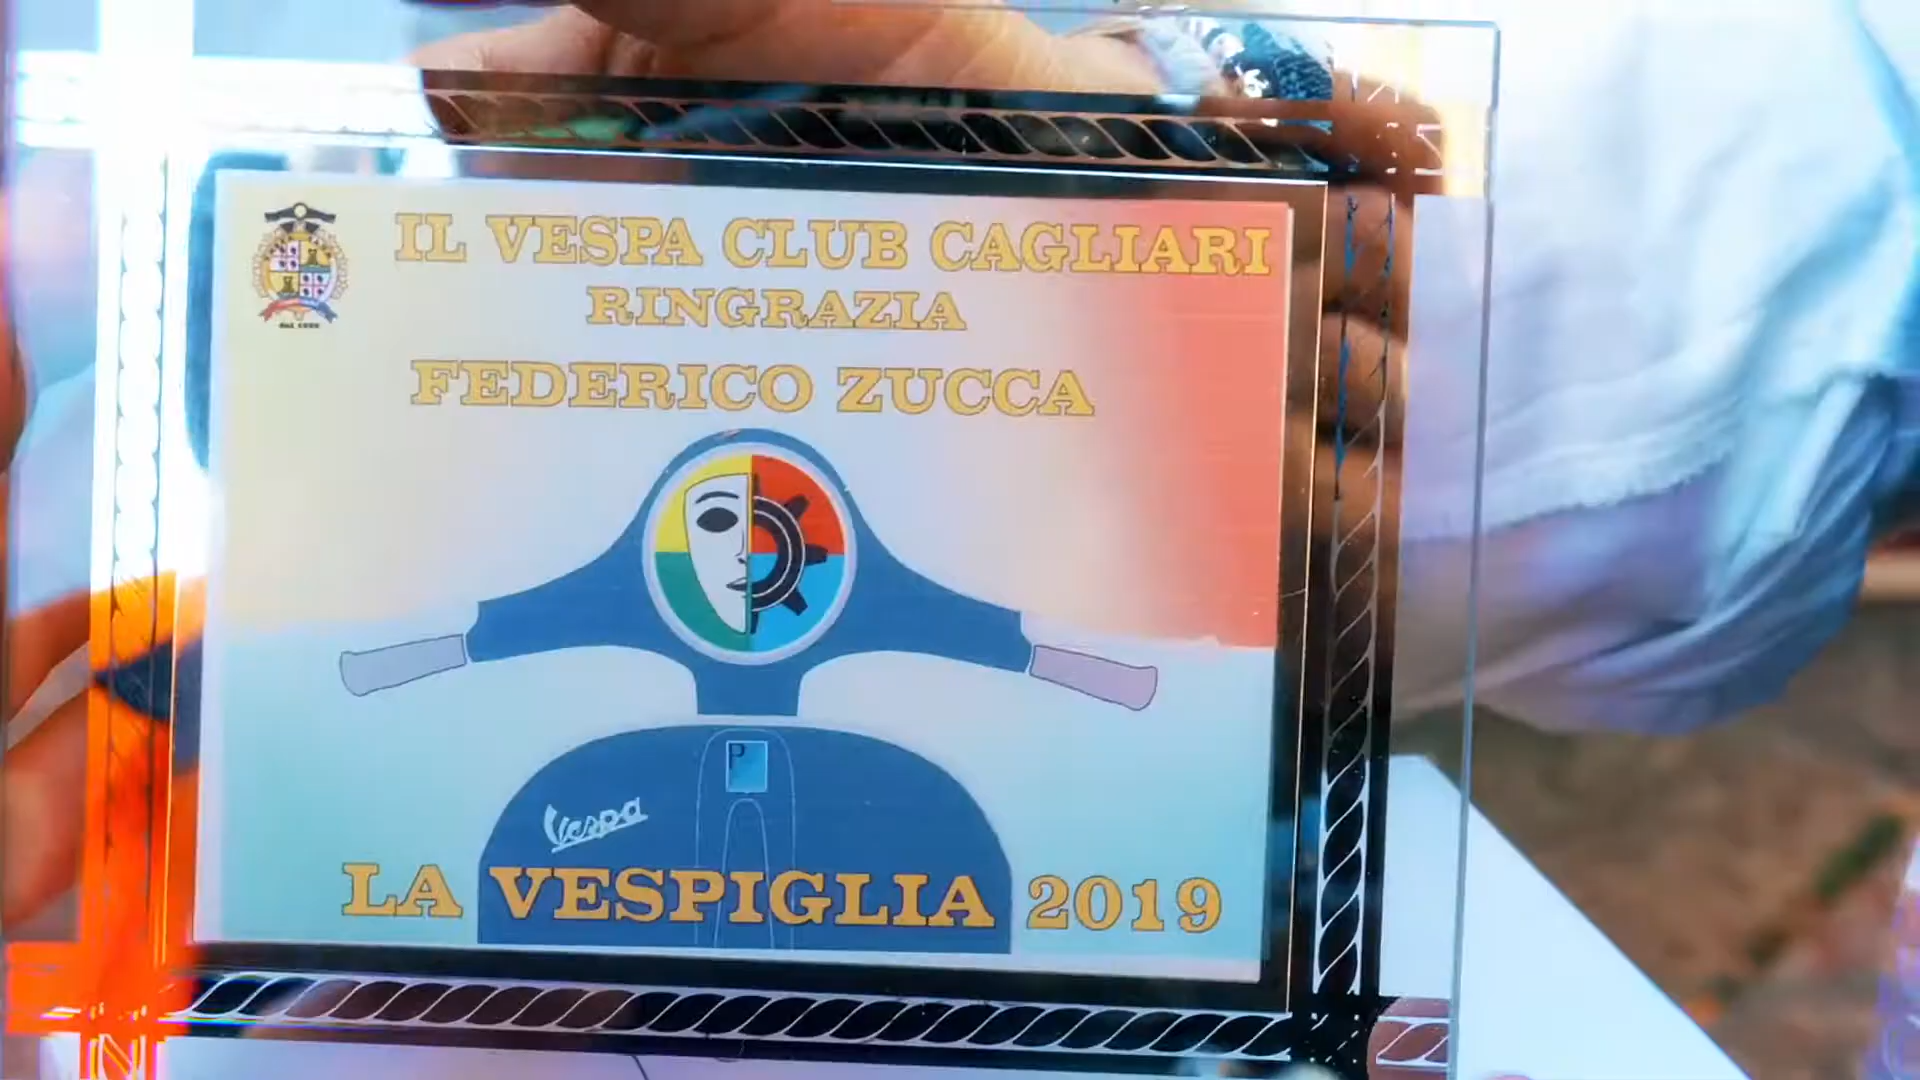 IL VESPA CLUB CAGLIARI
RINGRAZIA
FEDERICO ZUCCA
P
Vespa
LA VESPIGLIA 2019